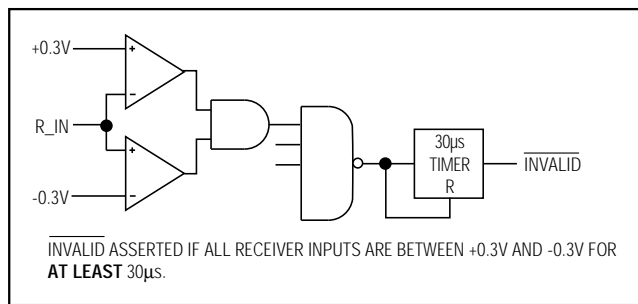 +0.3V
+
-
R_IN
+
-0.3V
-
30µs
TIMER
R
INVALID
INVALID ASSERTED IF ALL RECEIVER INPUTS ARE BETWEEN +0.3V AND -0.3V FOR
AT LEAST 30µs.